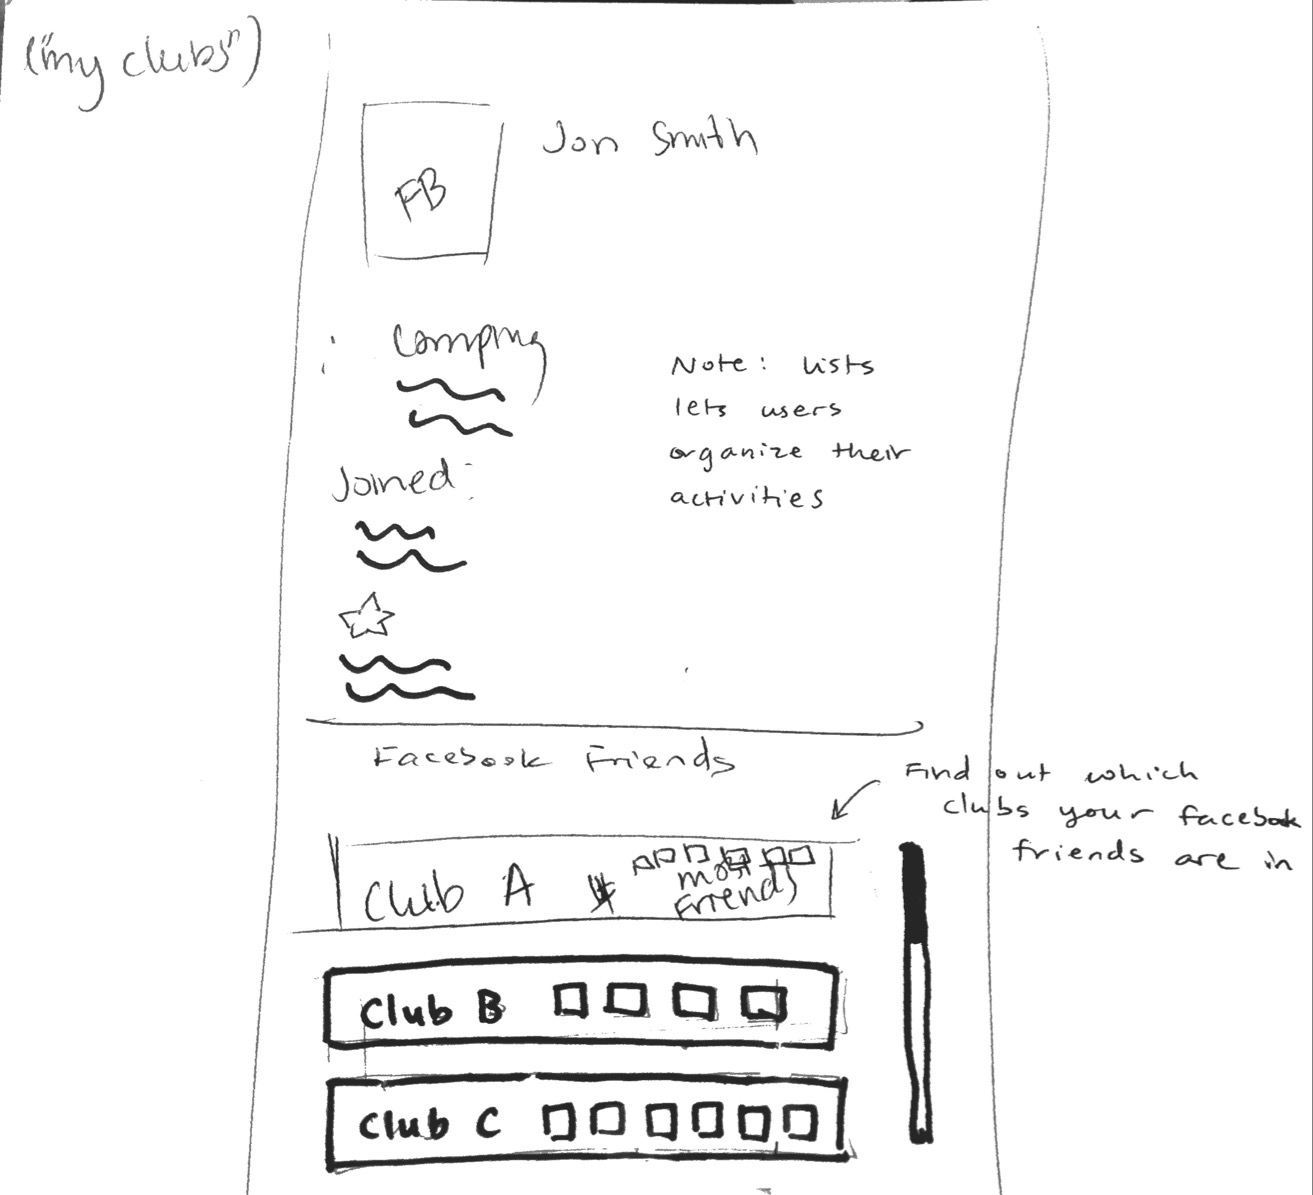 ("my clubs")
Jon Smith
FB
Camping
Note: Lists
lets users
organize their
activities
Joined:
Facebook Friends
Find out which
clubs your facebook
friends are in
Club A
most
Friends
Club B
Club C